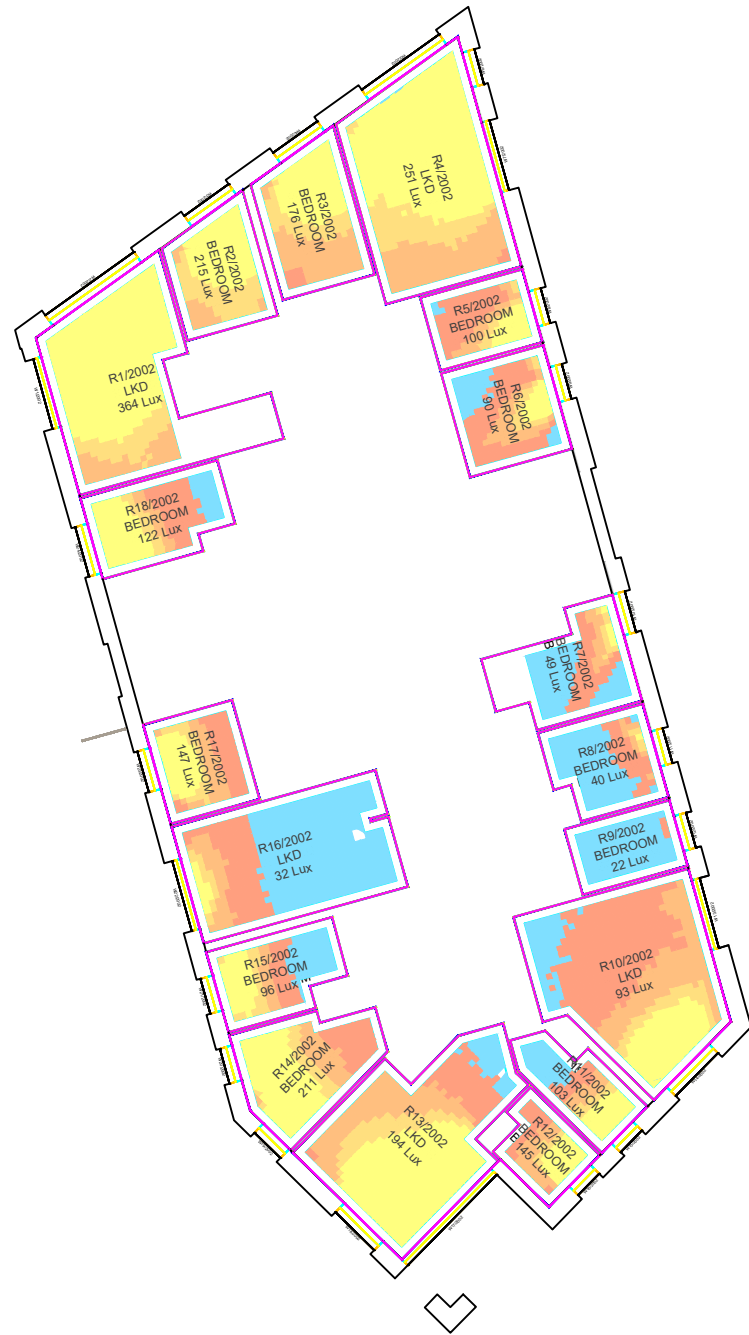 R4/2002
LKD
251 Lux
R3/2002
BEDROOM
176 Lux
R2/2002
BEDROOM
215 Lux
R1/2002
LKD
364 Lux
R5/2002
BEDROOM
100 Lux
R6/2002
BEDROOM
90 Lux
R18/2002
BEDROOM
122 Lux
R7/2002
BEDROOM
49 Lux
R17/2002
BEDROOM
147 Lux
R8/2002
BEDROOM
40 Lux
R9/2002
BEDROOM
22 Lux
R16/2002
LKD
32 Lux
R15/2002
BEDROOM
96 Lux
R10/2002
LKD
93 Lux
R14/2002
BEDROOM
211 Lux
R11/2002
BEDROOM
103 Lux
R13/2002
LKD
194 Lux
R12/2002
BEDROOM
145 Lux